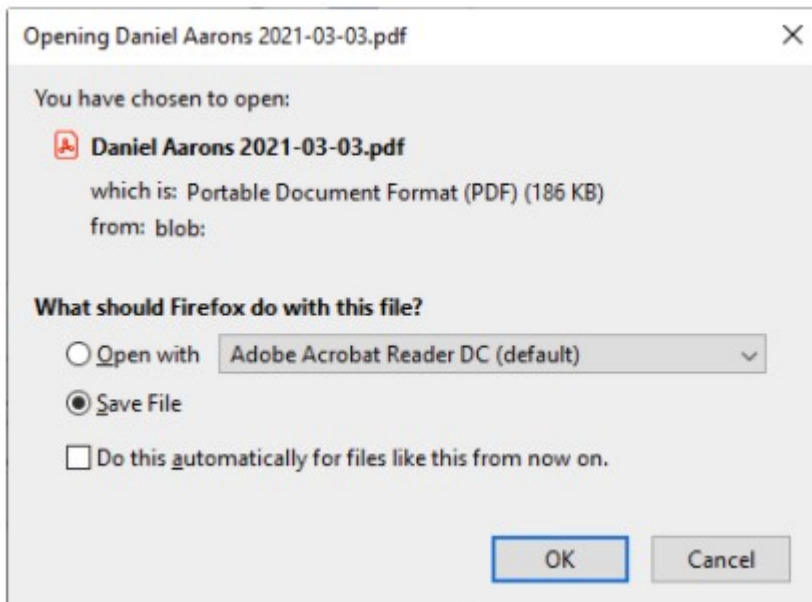 Opening Daniel Aarons 2021-03-03.pdf
You have chosen to open:
Daniel Aarons 2021-03-03.pdf
which is: Portable Document Format (PDF) (186 KB)
from: blob:
What should Firefox do with this file?
Open with Adobe Acrobat Reader DC (default)
Save File
Do this automatically for files like this from now on.
OK Cancel